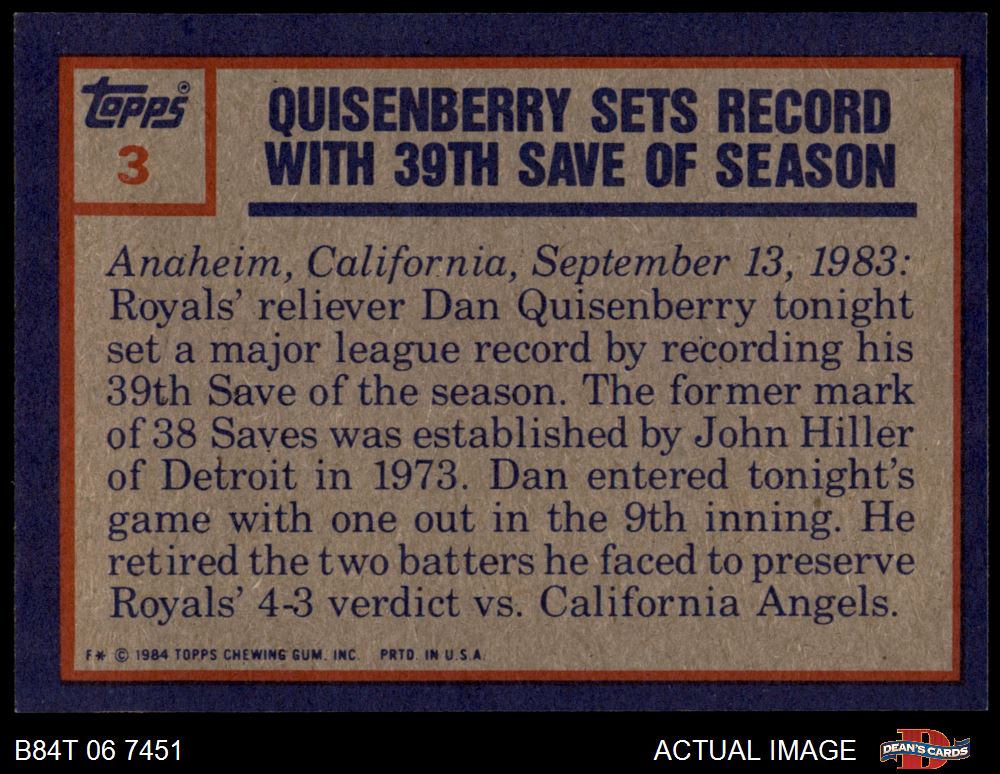 topps®
3
QUISENBERRY SETS RECORD
WITH 39TH SAVE OF SEASON
Anaheim, California, September 13, 1983:
Royals' reliever Dan Quisenberry tonight
set a major league record by recording his
39th Save of the season. The former mark
of 38 Saves was established by John Hiller
of Detroit in 1973. Dan entered tonight's
game with one out in the 9th inning. He
retired the two batters he faced to preserve
Royals' 4-3 verdict vs. California Angels.
F* © 1984 TOPPS CHEWING GUM, INC. PRTD. IN U.S.A.
B84T 06 7451
ACTUAL IMAGE
DEAN'S CARDS